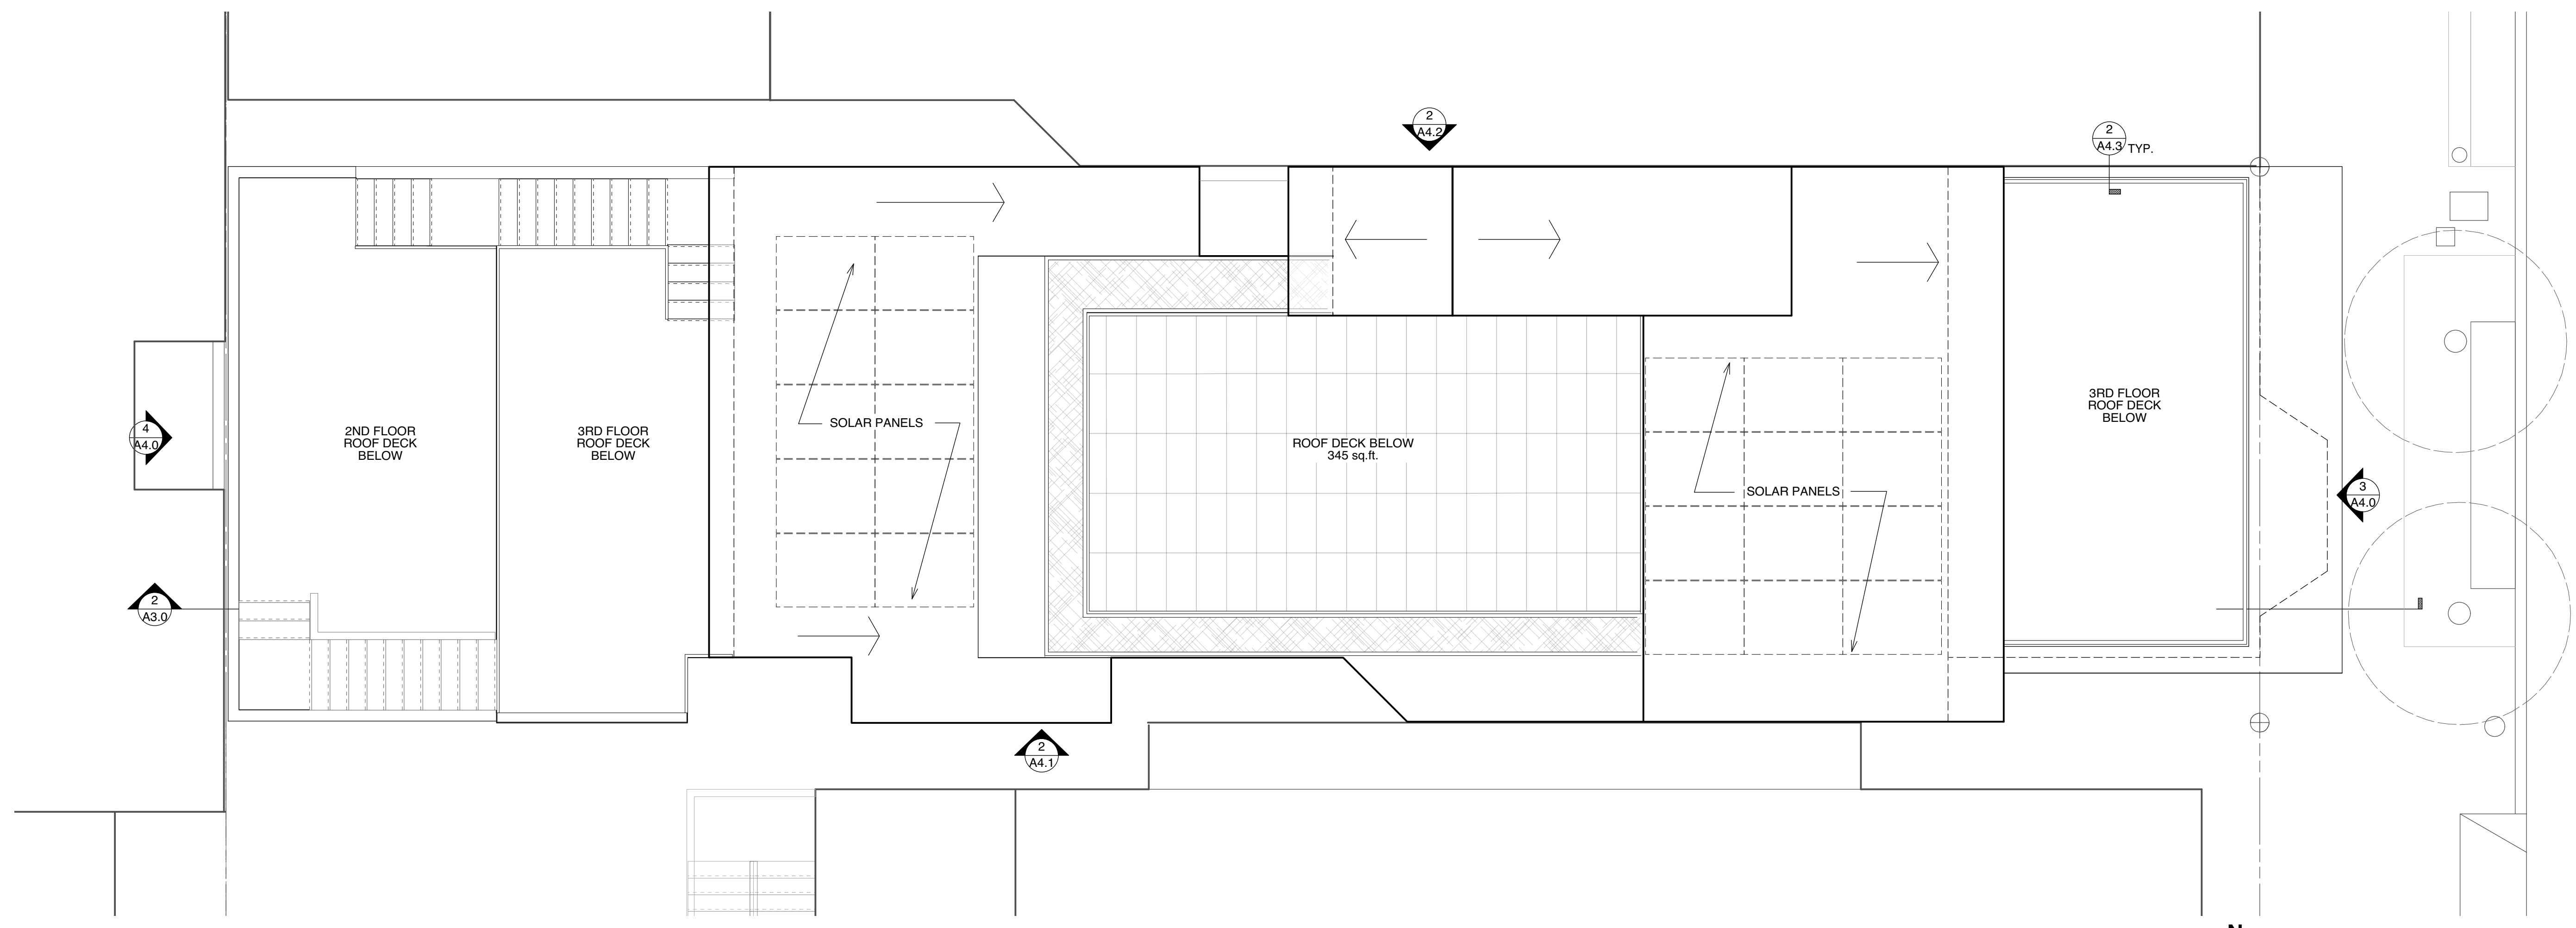 2
A4.2
2
A4.3 TYP.
4
A4.0
2ND FLOOR
ROOF DECK
BELOW
3RD FLOOR
ROOF DECK
BELOW
SOLAR PANELS
ROOF DECK BELOW
345 sq.ft.
SOLAR PANELS
3RD FLOOR
ROOF DECK
BELOW
3
A4.0
2
A3.0
2
A4.1
N